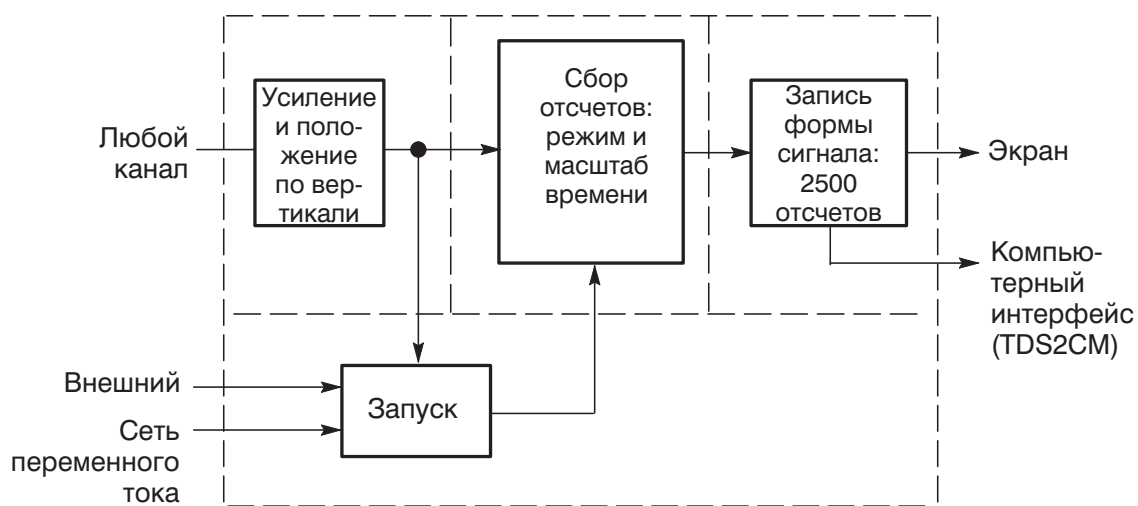 Любой
канал
Усиление
и поло-
жение
по вер-
тикали
Сбор
отсчетов:
режим и
масштаб
времени
Запись
формы
сигнала:
2500
отсчетов
Экран
Компью-
терный
интерфейс
(TDS2CM)
Внешний
Сеть
переменного
тока
Запуск